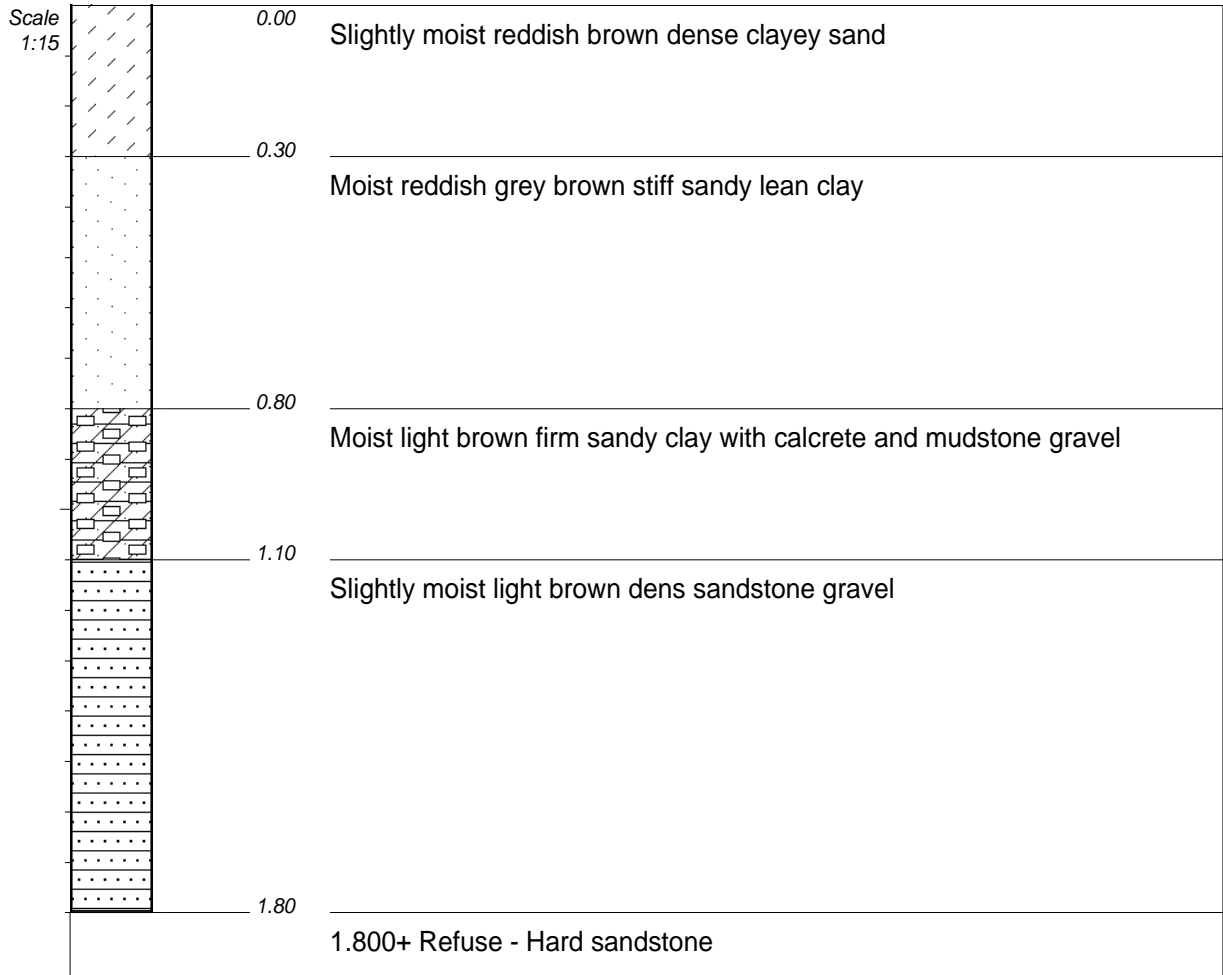 Scale
1:15
0.00
Slightly moist reddish brown dense clayey sand
0.30
Moist reddish grey brown stiff sandy lean clay
0.80
Moist light brown firm sandy clay with calcrete and mudstone gravel
1.10
Slightly moist light brown dens sandstone gravel
1.80
1.800+ Refuse - Hard sandstone